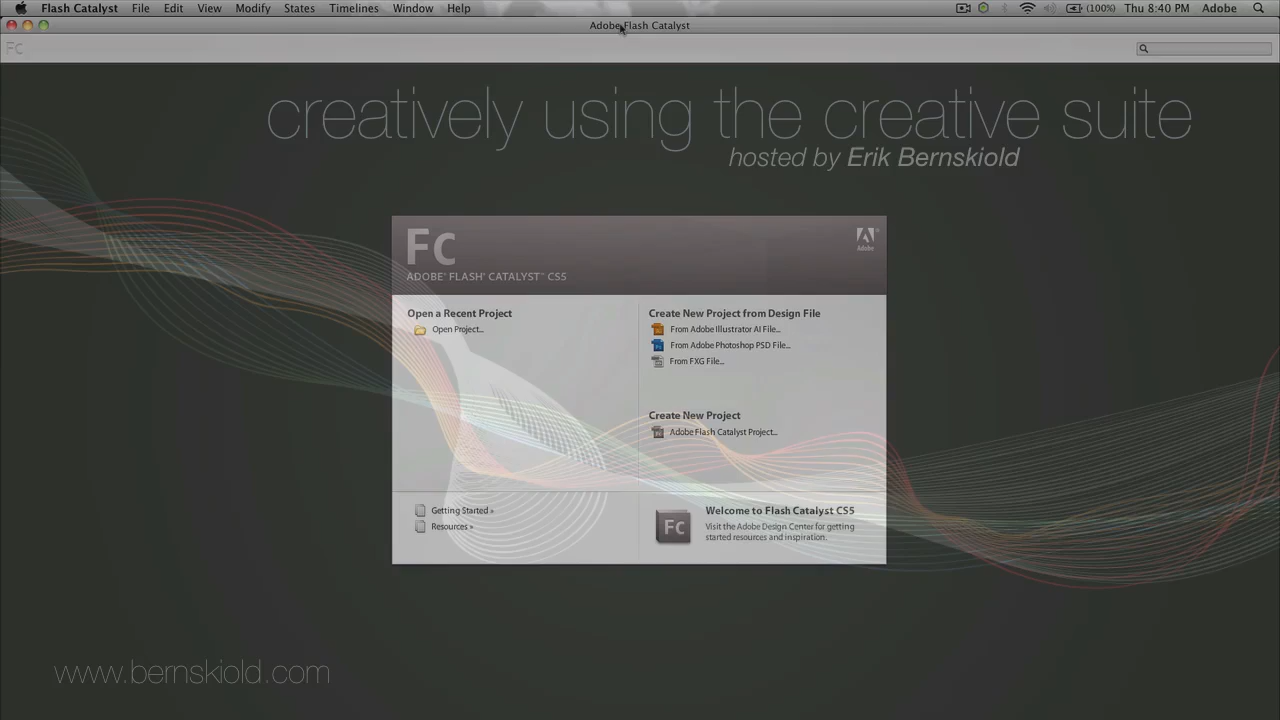 Flash Catalyst File Edit View Modify States Timelines Window Help (100%) Thu 8:40 PM Adobe
Adobe Flash Catalyst
Fc
creatively using the creative suite
hosted by Erik Bernskiold
Fc
Adobe
ADOBE® FLASH® CATALYST™ CS5
Open a Recent Project
Open Project...
Create New Project from Design File
From Adobe Illustrator AI File...
From Adobe Photoshop PSD File...
From FXG File...
Create New Project
Adobe Flash Catalyst Project...
Getting Started »
Resources »
Fc
Welcome to Flash Catalyst CS5
Visit the Adobe Design Center for getting
started resources and inspiration.
www.bernskiold.com